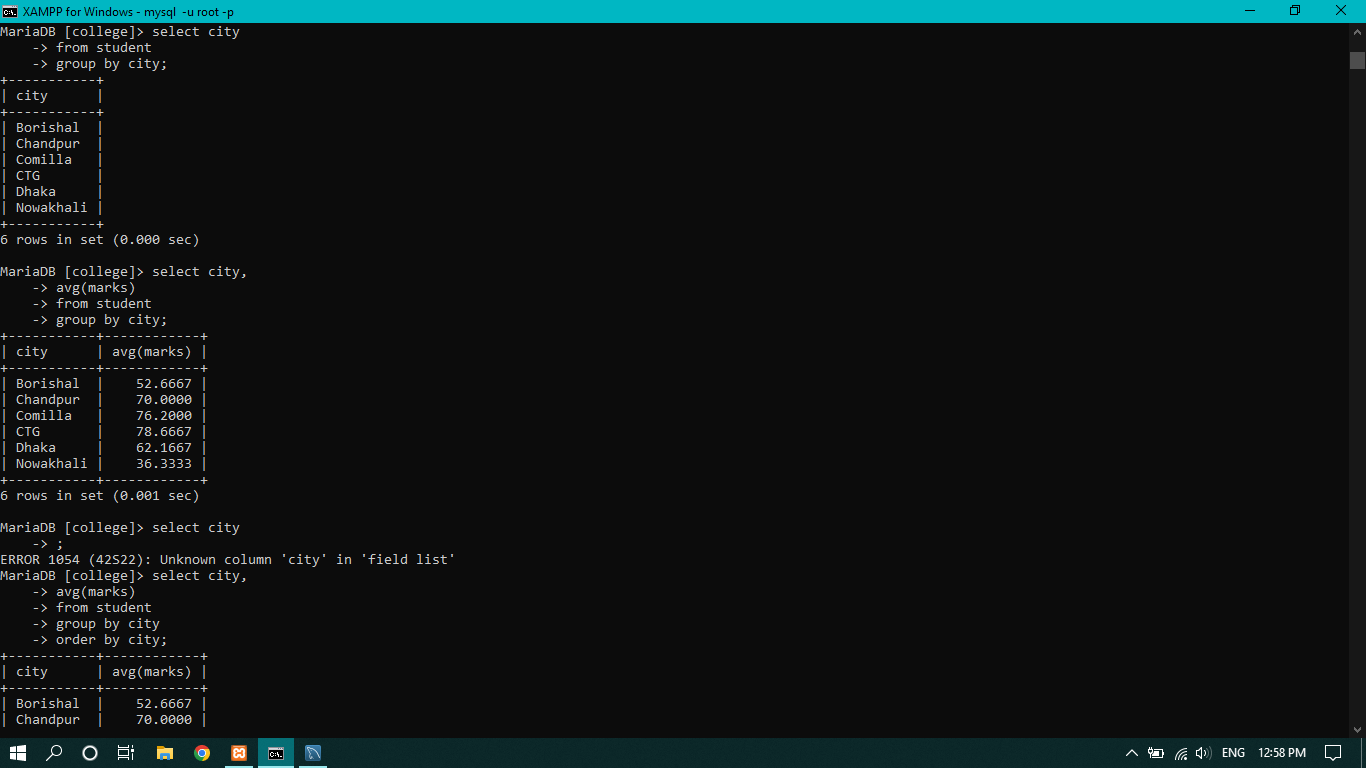 XAMPP for Windows - mysql  -u root -p
MariaDB [college]> select city
    -> from student
    -> group by city;
+-----------+
| city      |
+-----------+
| Borishal  |
| Chandpur  |
| Comilla   |
| CTG       |
| Dhaka     |
| Nowakhali |
+-----------+
6 rows in set (0.000 sec)

MariaDB [college]> select city,
    -> avg(marks)
    -> from student
    -> group by city;
+-----------+------------+
| city      | avg(marks) |
+-----------+------------+
| Borishal  |    52.6667 |
| Chandpur  |    70.0000 |
| Comilla   |    76.2000 |
| CTG       |    78.6667 |
| Dhaka     |    62.1667 |
| Nowakhali |    36.3333 |
+-----------+------------+
6 rows in set (0.001 sec)

MariaDB [college]> select city
    -> ;
ERROR 1054 (42S22): Unknown column 'city' in 'field list'
MariaDB [college]> select city,
    -> avg(marks)
    -> from student
    -> group by city
    -> order by city;
+-----------+------------+
| city      | avg(marks) |
+-----------+------------+
| Borishal  |    52.6667 |
| Chandpur  |    70.0000 |
ENG
12:58 PM